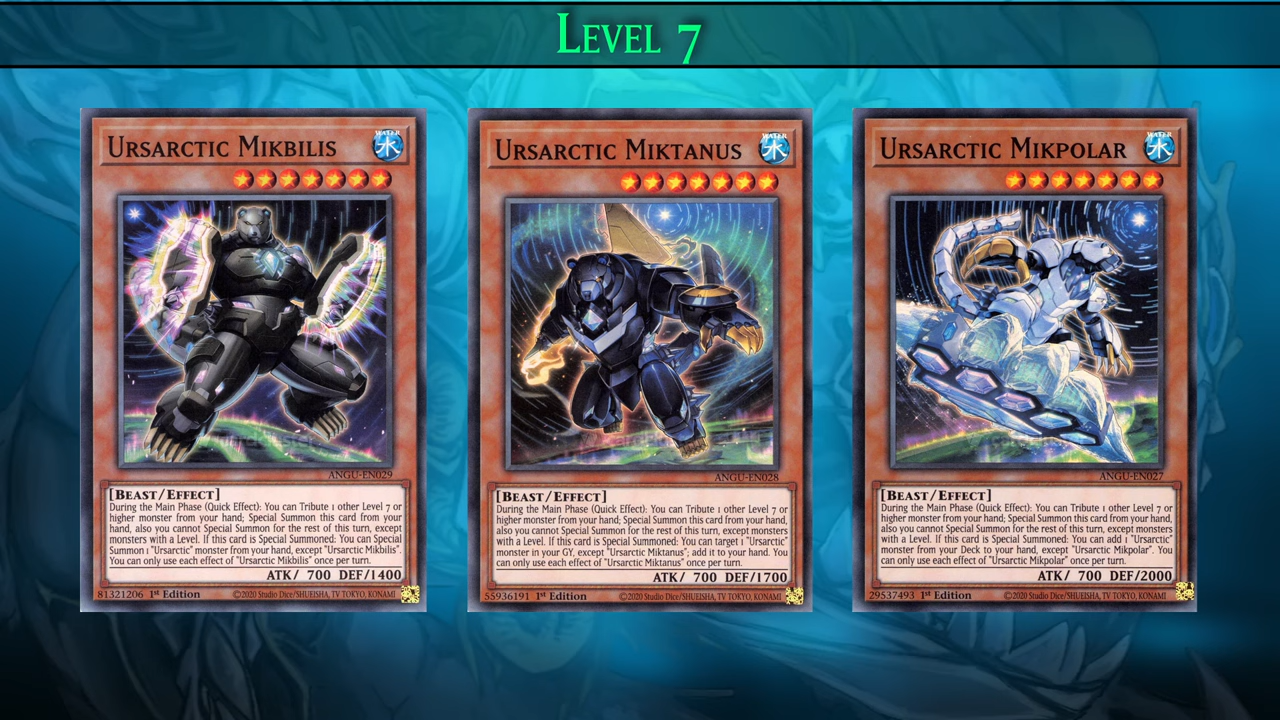 Level 7
Ursarctic Mikbilis
WATER
水
ANGU-EN029
[Beast/Effect]
During the Main Phase (Quick Effect): You can Tribute 1 other Level 7 or
higher monster from your hand; Special Summon this card from your
hand, also you cannot Special Summon for the rest of this turn, except
monsters with a Level. If this card is Special Summoned: You can Special
Summon 1 "Ursarctic" monster from your hand, except "Ursarctic Mikbilis".
You can only use each effect of "Ursarctic Mikbilis" once per turn.
ATK/ 700 DEF/1400
81321206 1st Edition ©2020 Studio Dice/SHUEISHA, TV TOKYO, KONAMI
Ursarctic Miktanus
WATER
水
ANGU-EN028
[Beast/Effect]
During the Main Phase (Quick Effect): You can Tribute 1 other Level 7 or
higher monster from your hand; Special Summon this card from your hand,
also you cannot Special Summon for the rest of this turn, except monsters
with a Level. If this card is Special Summoned: You can target 1 "Ursarctic"
monster in your GY, except "Ursarctic Miktanus"; add it to your hand. You
can only use each effect of "Ursarctic Miktanus" once per turn.
ATK/ 700 DEF/1700
55936191 1st Edition ©2020 Studio Dice/SHUEISHA, TV TOKYO, KONAMI
Ursarctic Mikpolar
WATER
水
ANGU-EN027
[Beast/Effect]
During the Main Phase (Quick Effect): You can Tribute 1 other Level 7 or
higher monster from your hand; Special Summon this card from your hand,
also you cannot Special Summon for the rest of this turn, except monsters
with a Level. If this card is Special Summoned: You can add 1 "Ursarctic"
monster from your Deck to your hand, except "Ursarctic Mikpolar". You
can only use each effect of "Ursarctic Mikpolar" once per turn.
ATK/ 700 DEF/2000
29537493 1st Edition ©2020 Studio Dice/SHUEISHA, TV TOKYO, KONAMI